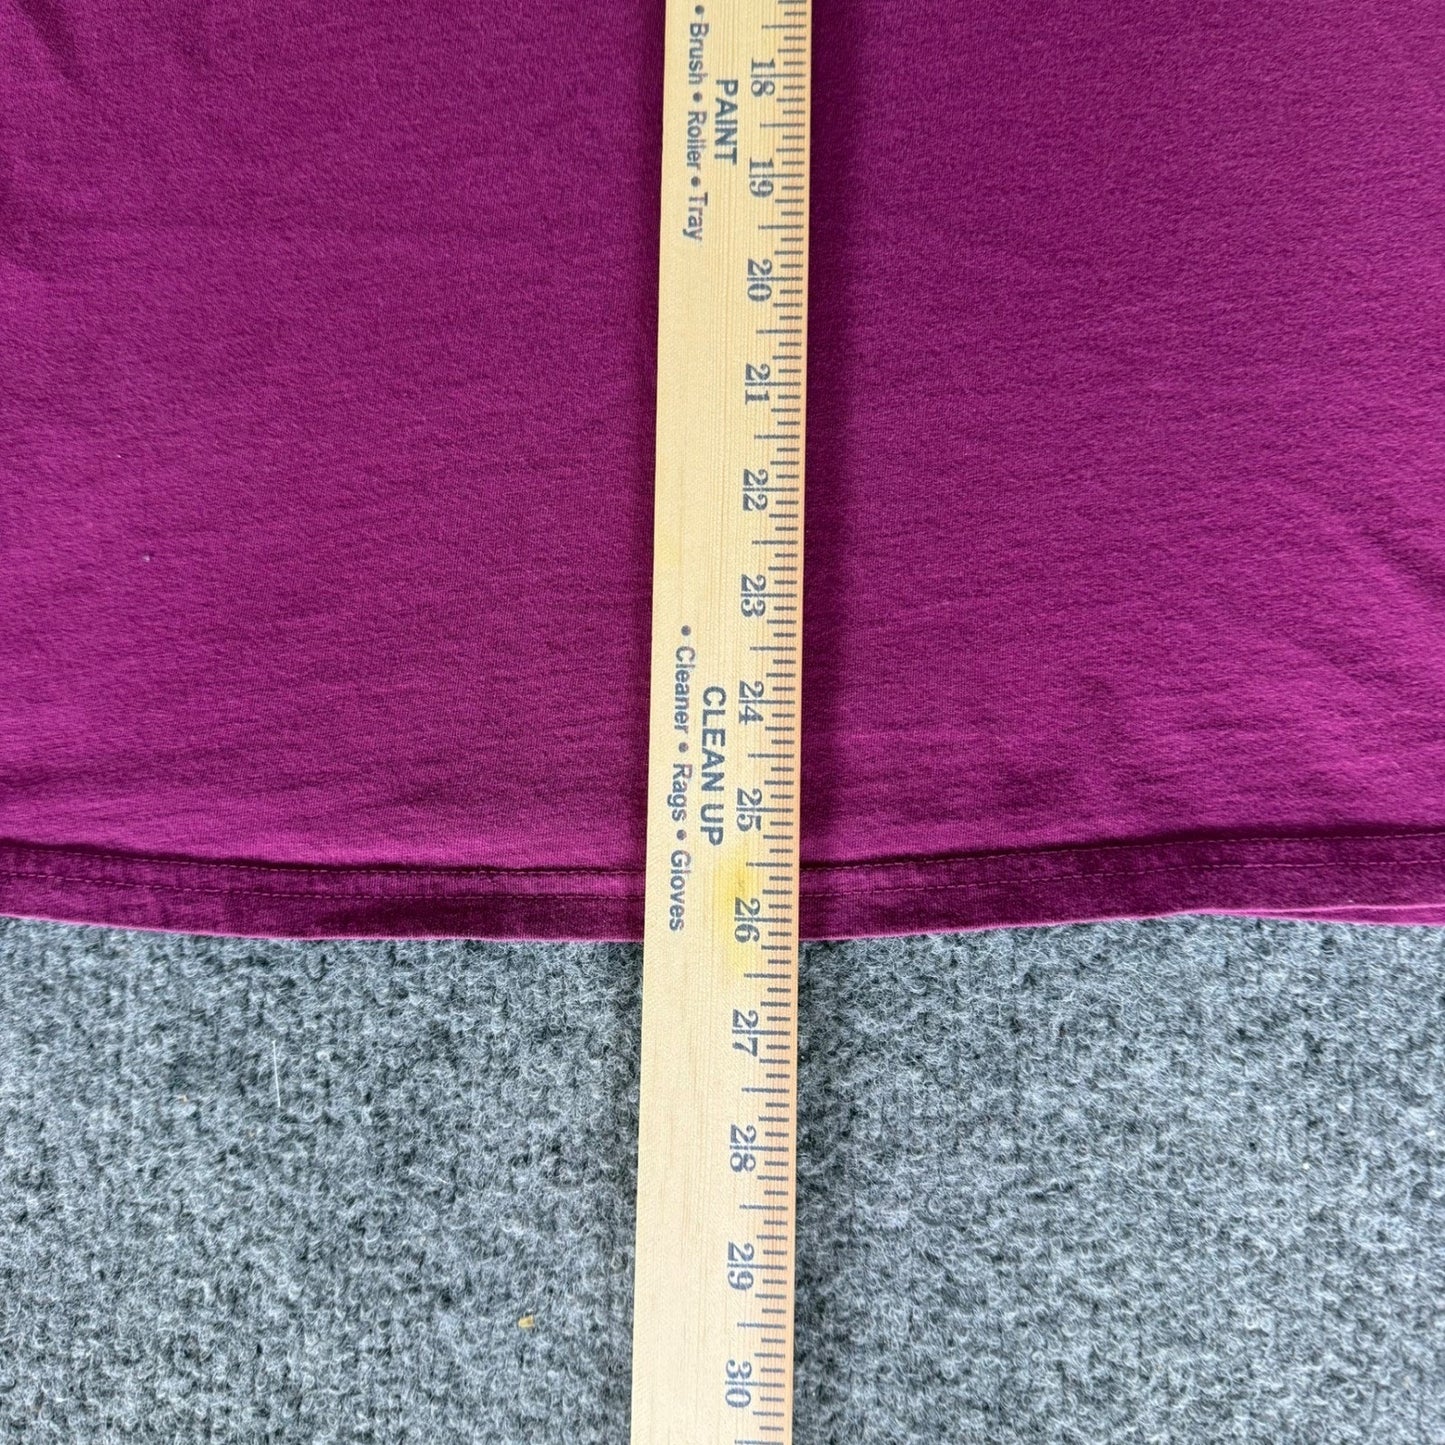 PAINT
• Brush • Roller • Tray
CLEAN UP
• Cleaner • Rags • Gloves
18 19 20 21 22 23 24 25 26 27 28 29 30